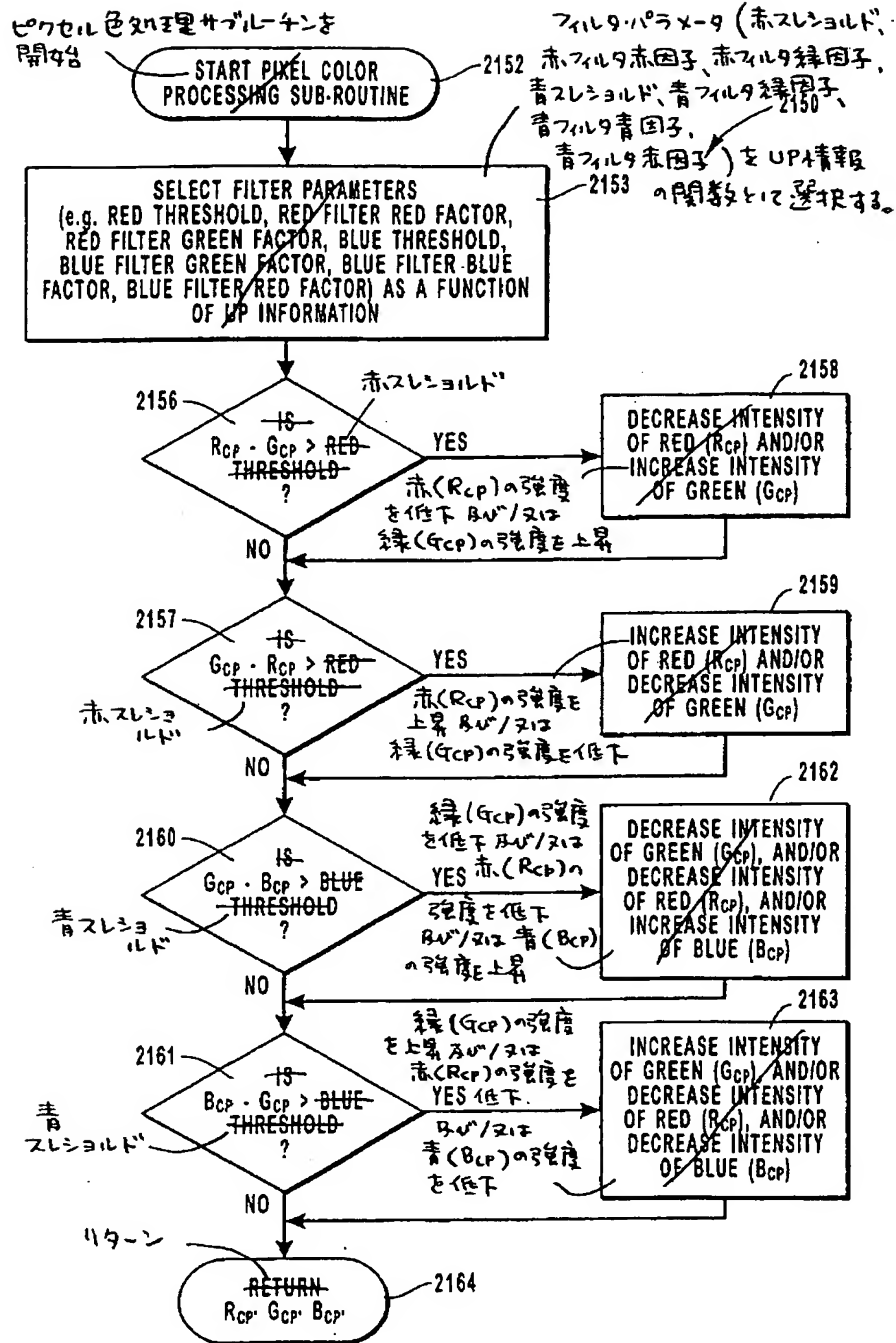 ピクセル色処理サブルーチンを
開始
START PIXEL COLOR
PROCESSING SUB-ROUTINE
2152
フィルタ・パラメータ(赤スレショルド、
赤フィルタ赤因子、赤フィルタ緑因子、
青スレショルド、青フィルタ緑因子、
青フィルタ青因子、
2150
青フィルタ赤因子)をUP情報
の関数として選択する。
2153
SELECT FILTER PARAMETERS
(e.g. RED THRESHOLD, RED FILTER RED FACTOR,
RED FILTER GREEN FACTOR, BLUE THRESHOLD,
BLUE FILTER GREEN FACTOR, BLUE FILTER BLUE
FACTOR, BLUE FILTER RED FACTOR) AS A FUNCTION
OF UP INFORMATION
2156
赤スレショルド
IS
RCP - GCP > RED
THRESHOLD
?
YES
NO
赤(RCP)の強度
を低下 及び/又は
緑(GCP)の強度を上昇
2158
DECREASE INTENSITY
OF RED (RCP) AND/OR
INCREASE INTENSITY
OF GREEN (GCP)
2157
IS
GCP - RCP > RED
THRESHOLD
?
赤スレショ
ルド
YES
NO
赤(RCP)の強度を
上昇 及び/又は
緑(GCP)の強度を低下
2159
INCREASE INTENSITY
OF RED (RCP) AND/OR
DECREASE INTENSITY
OF GREEN (GCP)
2160
IS
GCP - BCP > BLUE
THRESHOLD
?
青スレショ
ルド
YES
NO
緑(GCP)の強度
を低下 及び/又は
赤(RCP)の
強度を低下
及び/又は 青(BCP)
の強度を上昇
2162
DECREASE INTENSITY
OF GREEN (GCP), AND/OR
DECREASE INTENSITY
OF RED (RCP), AND/OR
INCREASE INTENSITY
OF BLUE (BCP)
2161
IS
BCP - GCP > BLUE
THRESHOLD
?
青
スレショルド
YES
NO
緑(GCP)の強度
を上昇 及び/又は
赤(RCP)の強度を
低下
及び/又は
青(BCP)の強度
を低下
2163
INCREASE INTENSITY
OF GREEN (GCP), AND/OR
DECREASE INTENSITY
OF RED (RCP), AND/OR
DECREASE INTENSITY
OF BLUE (BCP)
リターン
RETURN
RCP' GCP' BCP'
2164